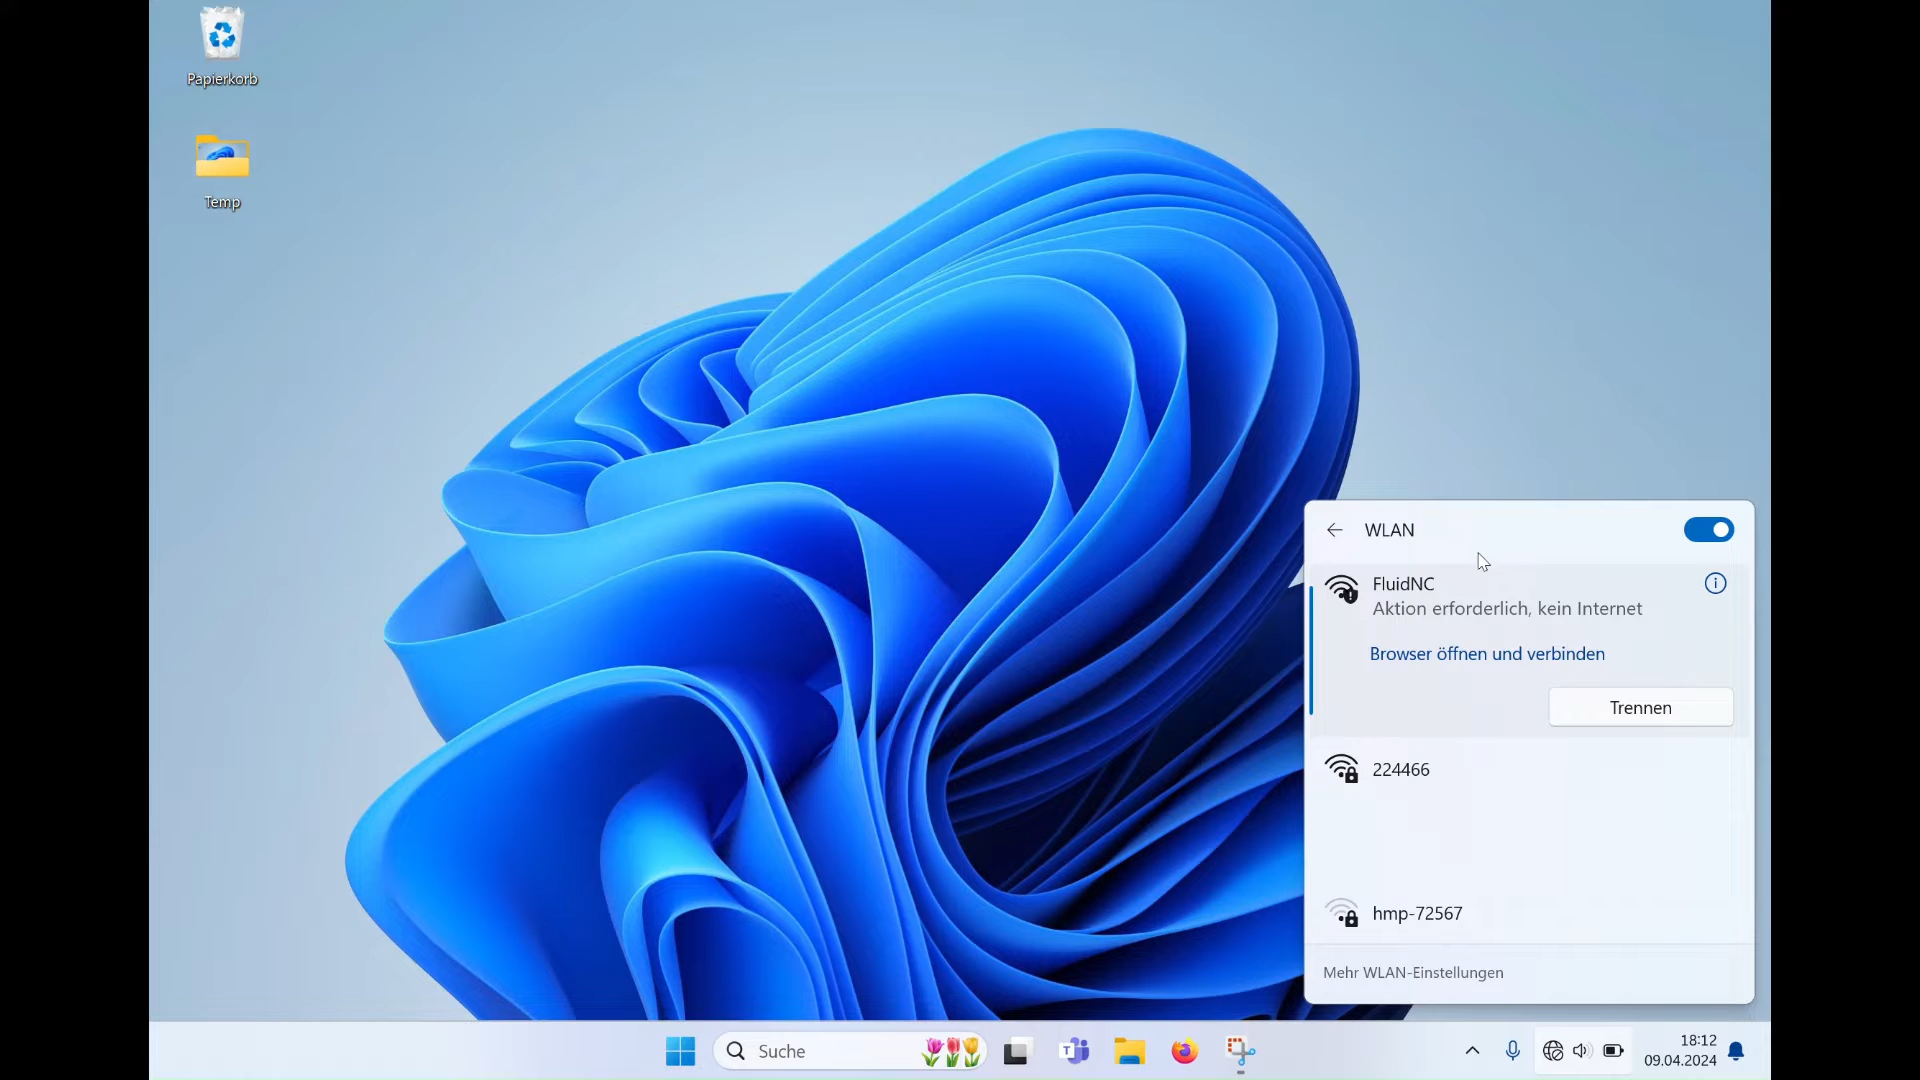 Papierkorb
Temp
WLAN
FluidNC
Aktion erforderlich, kein Internet
Browser öffnen und verbinden
Trennen
224466
hmp-72567
Mehr WLAN-Einstellungen
Suche
18:12
09.04.2024